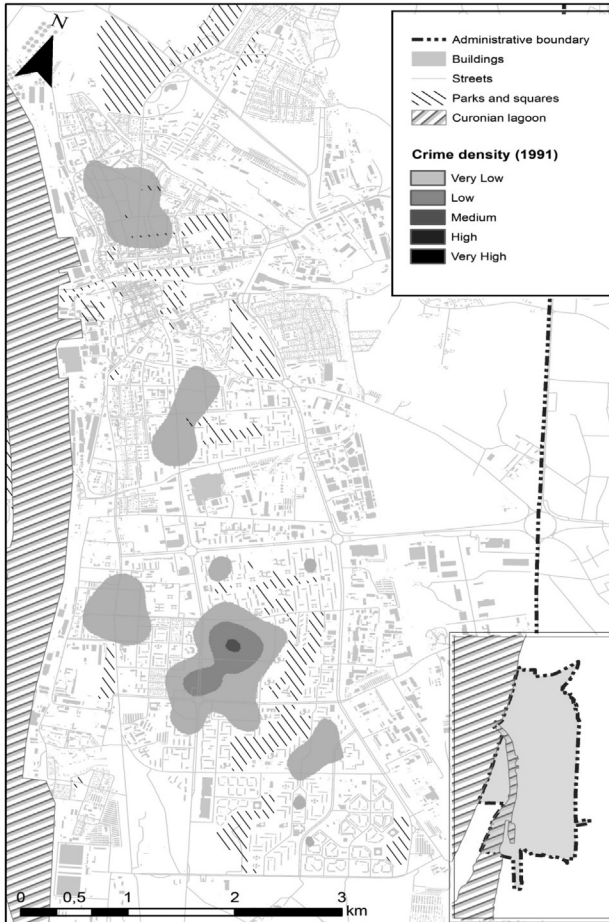 N
Administrative boundary
Buildings
Streets
Parks and squares
Curonian lagoon
Crime density (1991)
Very Low
Low
Medium
High
Very High
0 0,5 1 2 3
km